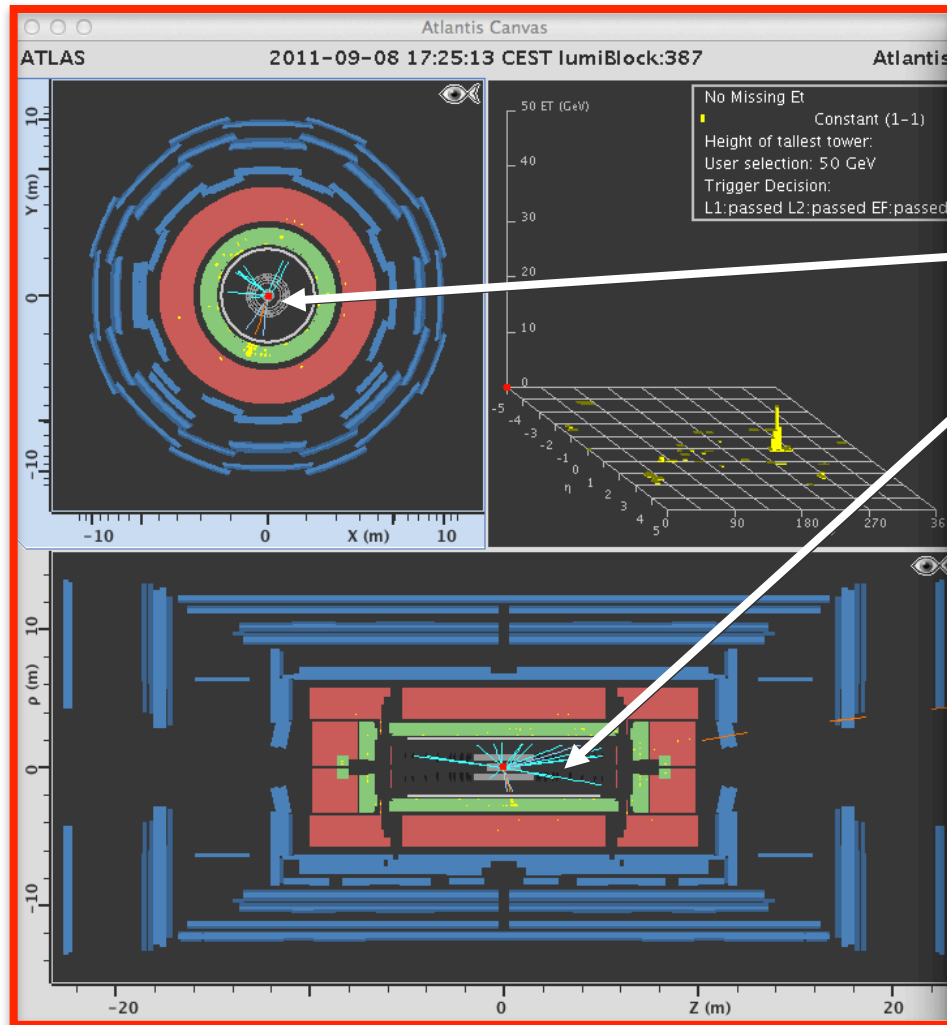 Atlantis Canvas
ATLAS 2011-09-08 17:25:13 CEST lumiBlock:387 Atlantis
10
Y (m)
0
-10
-10 0 X (m) 10
50 ET (GeV)
40
30
20
10
0
No Missing Et
Constant (1-1)
Height of tallest tower:
User selection: 50 GeV
Trigger Decision:
L1:passed L2:passed EF:passed
-5
-4
-3
-2
-1
0
1
2
3
4
5
η
0 90 180 270 36
10
ρ (m)
0
-10
-20 0 Z (m) 20